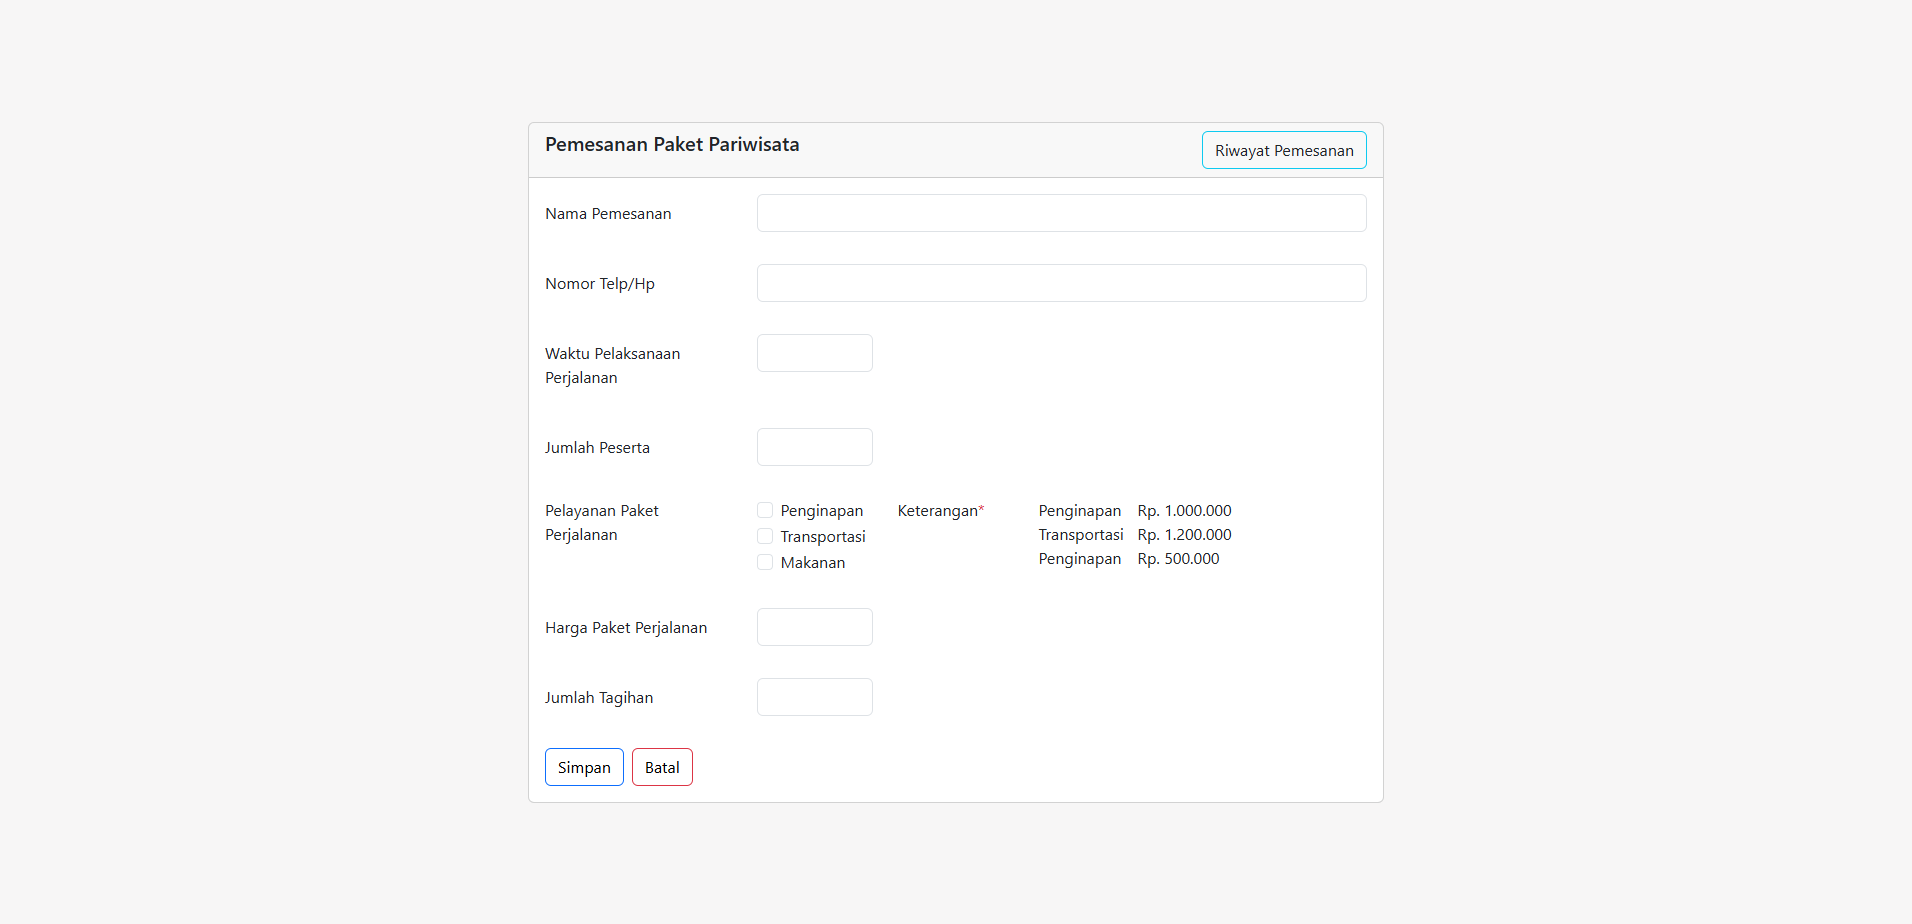 Pemesanan Paket Pariwisata
Riwayat Pemesanan
Nama Pemesanan
Nomor Telp/Hp
Waktu Pelaksanaan
Perjalanan
Jumlah Peserta
Pelayanan Paket
Perjalanan
Penginapan
Transportasi
Makanan
Keterangan*
Penginapan Rp. 1.000.000
Transportasi Rp. 1.200.000
Penginapan Rp. 500.000
Harga Paket Perjalanan
Jumlah Tagihan
Simpan
Batal